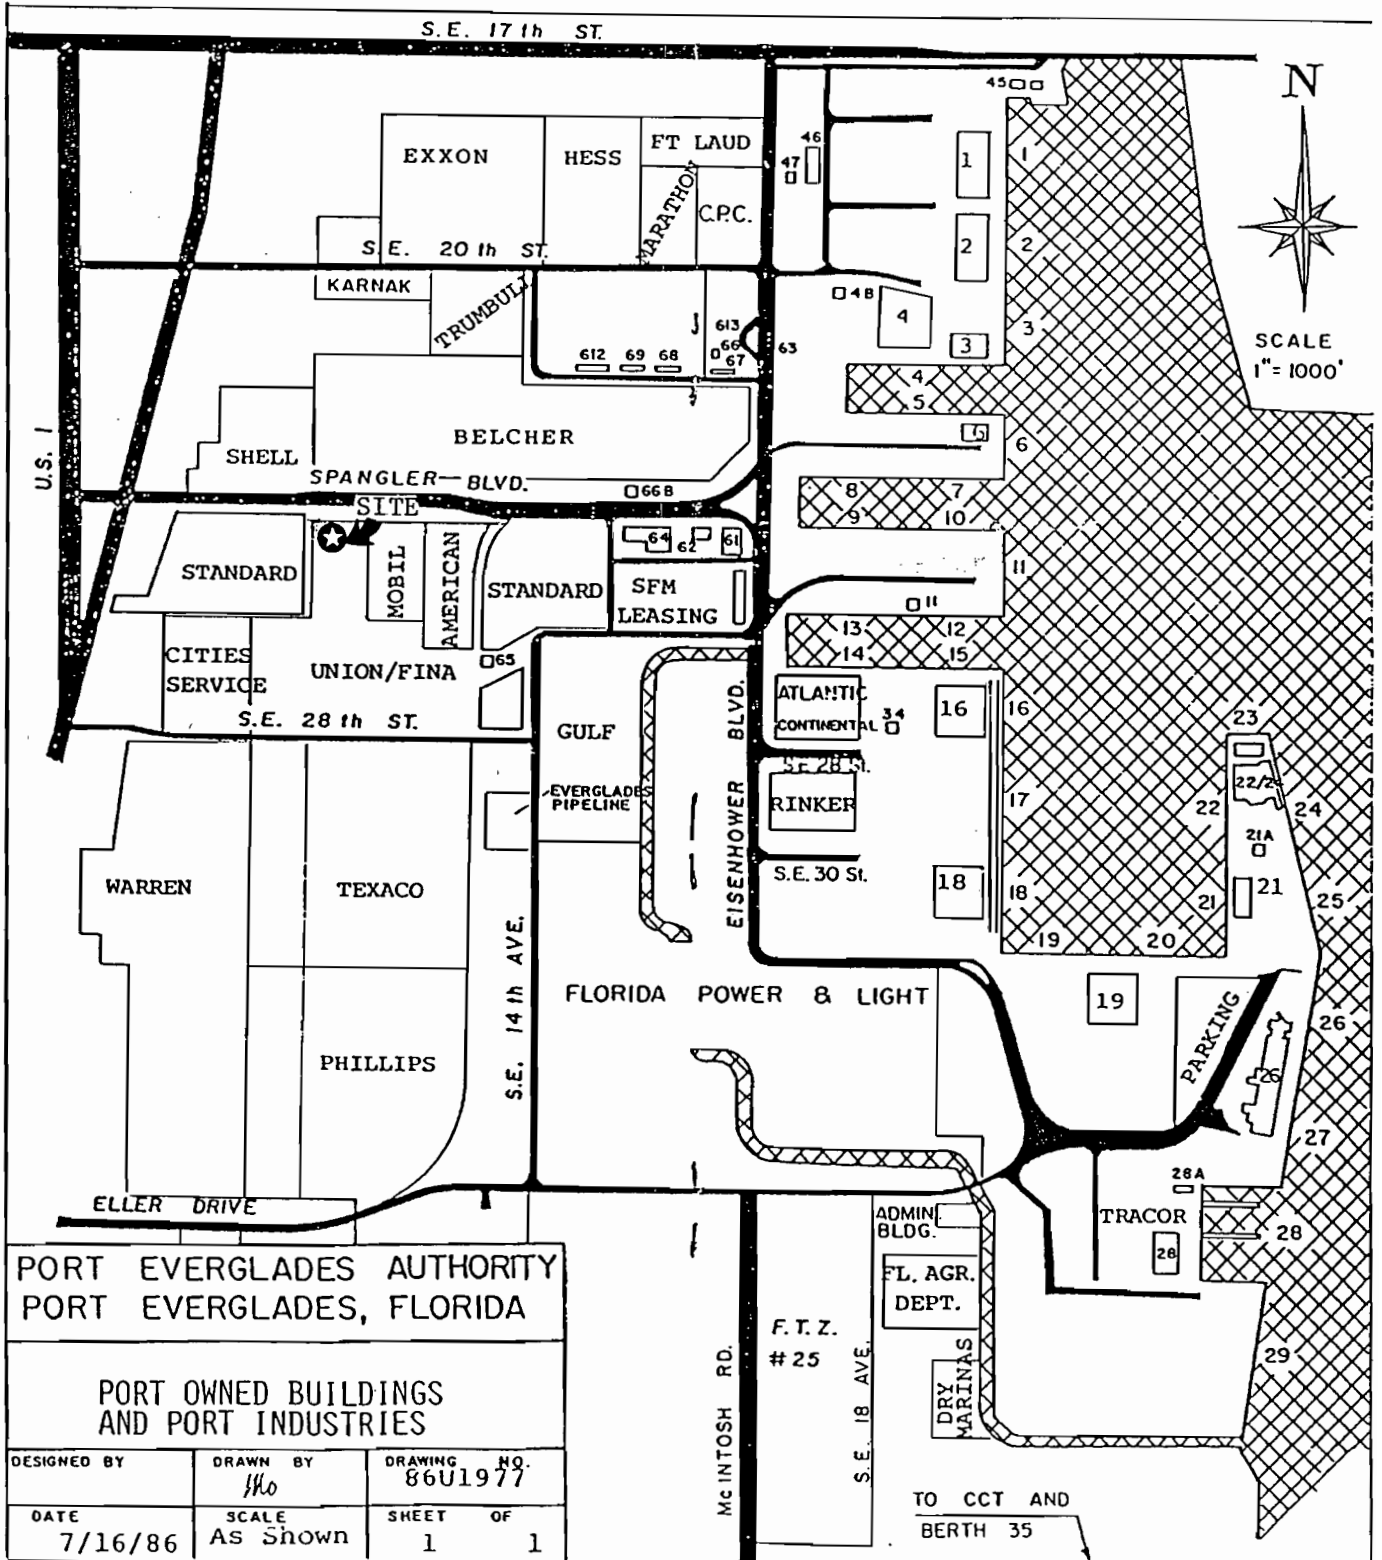 S.E. 17th ST.
45
N
EXXON
HESS
FT LAUD
46
47
1
1
MARATHON
C.P.C.
2
2
S.E. 20th ST.
KARNAK
TRUMBULL
4B
4
3
3
613
66
67
63
612
69
68
SCALE
1"= 1000'
4
5
6
6
BELCHER
SHELL
U.S. 1
SPANGLER BLVD.
66B
SITE
8
7
9
10
STANDARD
MOBIL
AMERICAN
STANDARD
64
62
61
SFM
LEASING
11
11
13
12
14
15
CITIES
SERVICE
UNION/FINA
65
S.E. 28th ST.
GULF
EISENHOWER BLVD.
ATLANTIC
CONTINENTAL
34
16
16
S.E 28 St.
RINKER
17
S.E. 30 St.
18
18
19
20
23
22/24
22
24
21A
21
21
25
EVERGLADES
PIPELINE
WARREN
TEXACO
PHILLIPS
S.E. 14th AVE.
FLORIDA POWER & LIGHT
19
PARKING
26
26
27
28A
TRACOR
28
28
29
ELLER DRIVE
ADMIN.
BLDG.
FL. AGR.
DEPT.
F.T.Z.
#25
DRY
MARINAS
McINTOSH RD.
S.E. 18 AVE.
TO CCT AND
BERTH 35
PORT EVERGLADES AUTHORITY
PORT EVERGLADES, FLORIDA
PORT OWNED BUILDINGS
AND PORT INDUSTRIES
DESIGNED BY
DRAWN BY
DRAWING NO.
86U1977
DATE
7/16/86
SCALE
As Shown
SHEET OF
1 1